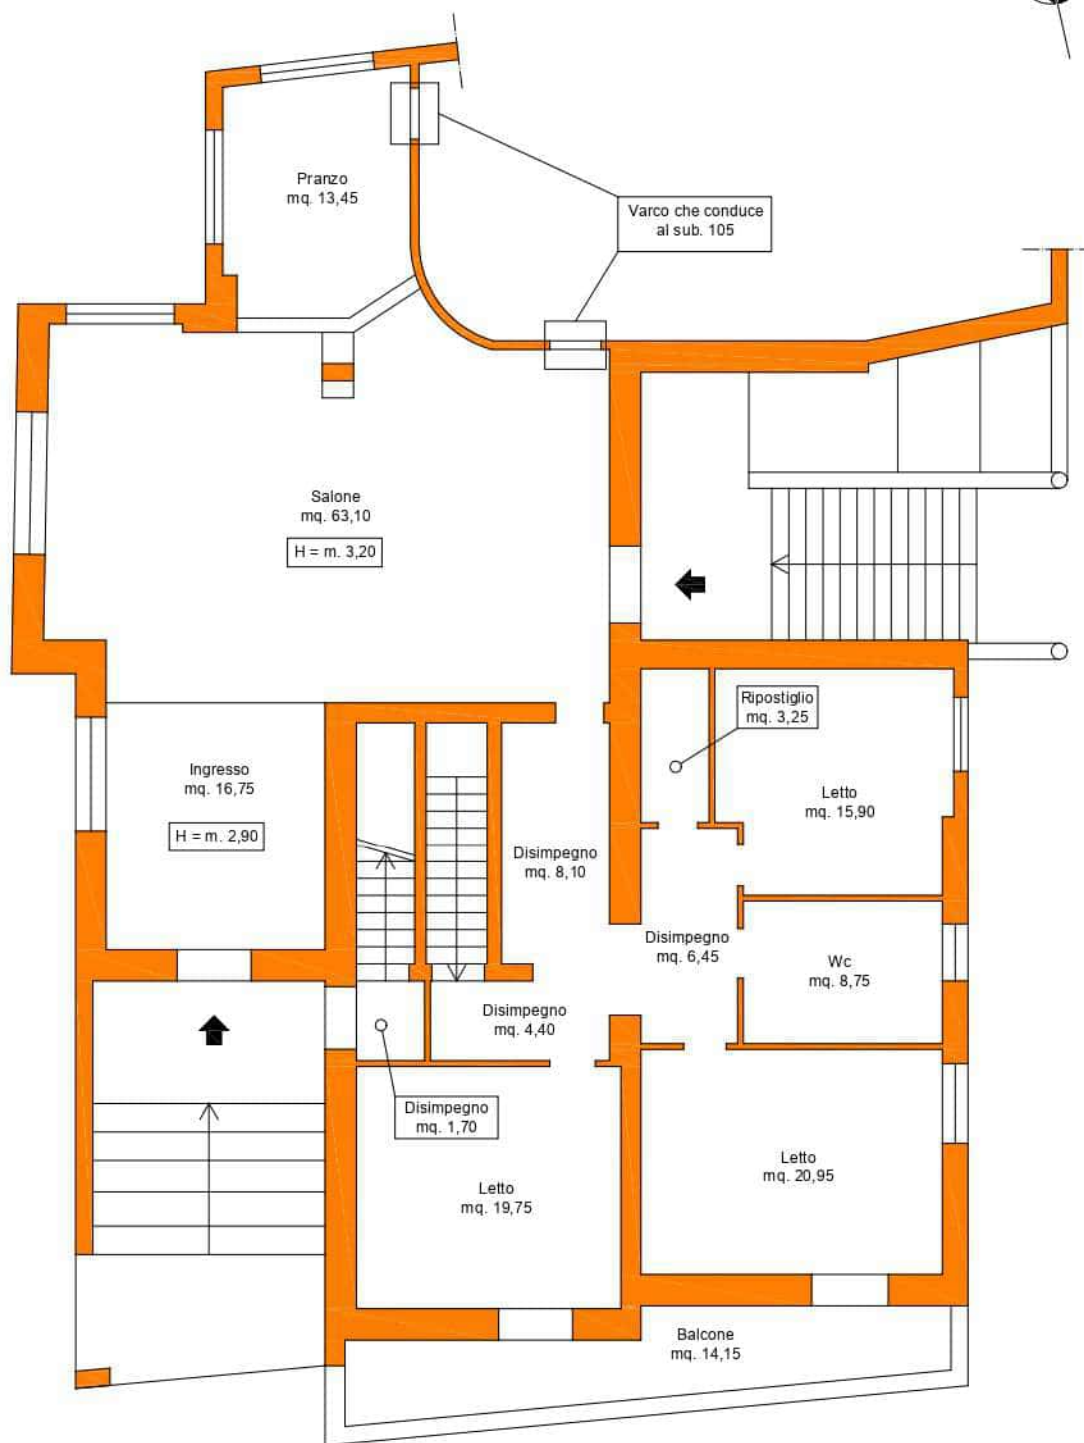 Pranzo
mq. 13,45
Varco che conduce
al sub. 105
Salone
mq. 63,10
H = m. 3,20
Ripostiglio
mq. 3,25
Ingresso
mq. 16,75
H = m. 2,90
Letto
mq. 15,90
Disimpegno
mq. 8,10
Disimpegno
mq. 6,45
Wc
mq. 8,75
Disimpegno
mq. 4,40
Disimpegno
mq. 1,70
Letto
mq. 20,95
Letto
mq. 19,75
Balcone
mq. 14,15